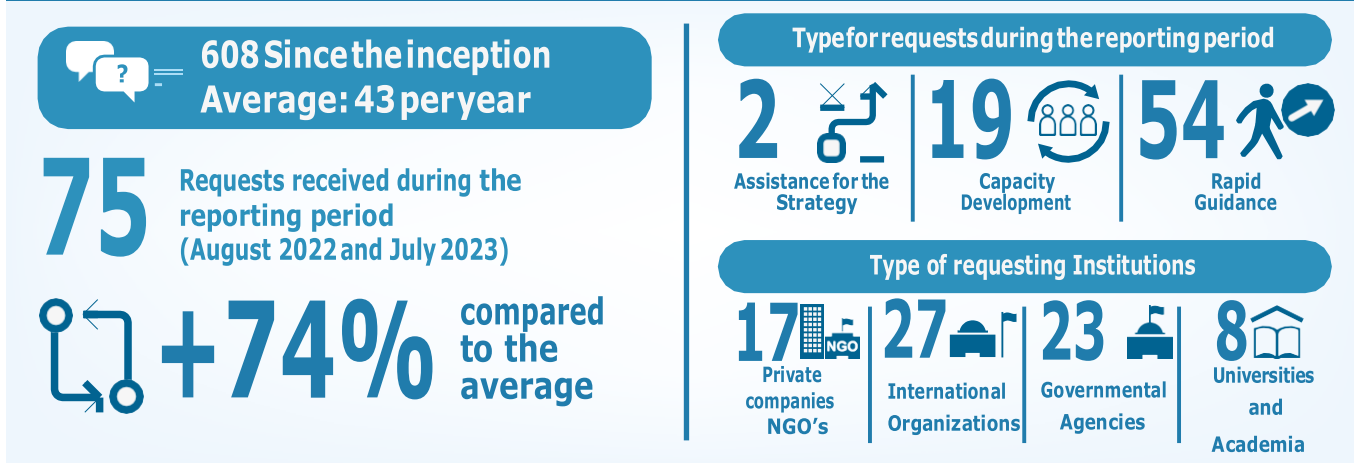 608 Since the inception
Average: 43 per year
75
Requests received during the
reporting period
(August 2022 and July 2023)
+74%
compared
to the
average
Type for requests during the reporting period
2
Assistance for the
Strategy
19
Capacity
Development
54
Rapid
Guidance
Type of requesting Institutions
17
NGO
Private
companies
NGO's
27
International
Organizations
23
Governmental
Agencies
8
Universities
and
Academia